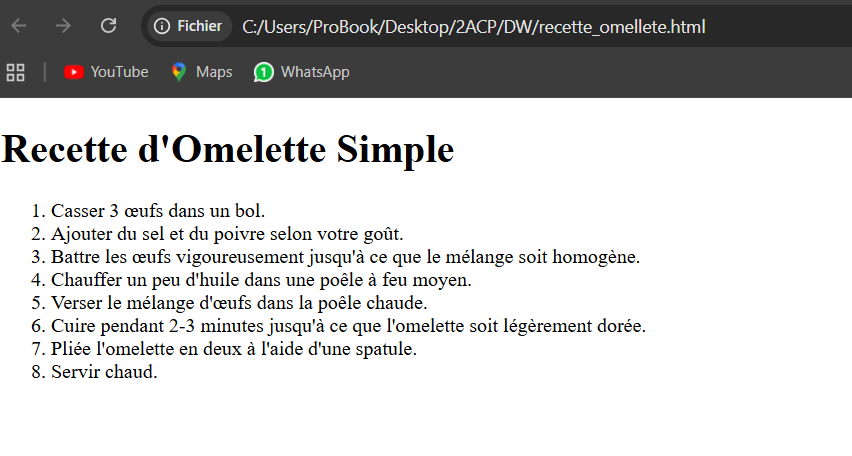 Fichier C:/Users/ProBook/Desktop/2ACP/DW/recette_omellete.html
YouTube Maps 1 WhatsApp
Recette d'Omelette Simple
1. Casser 3 œufs dans un bol.
2. Ajouter du sel et du poivre selon votre goût.
3. Battre les œufs vigoureusement jusqu'à ce que le mélange soit homogène.
4. Chauffer un peu d'huile dans une poêle à feu moyen.
5. Verser le mélange d'œufs dans la poêle chaude.
6. Cuire pendant 2-3 minutes jusqu'à ce que l'omelette soit légèrement dorée.
7. Pliée l'omelette en deux à l'aide d'une spatule.
8. Servir chaud.